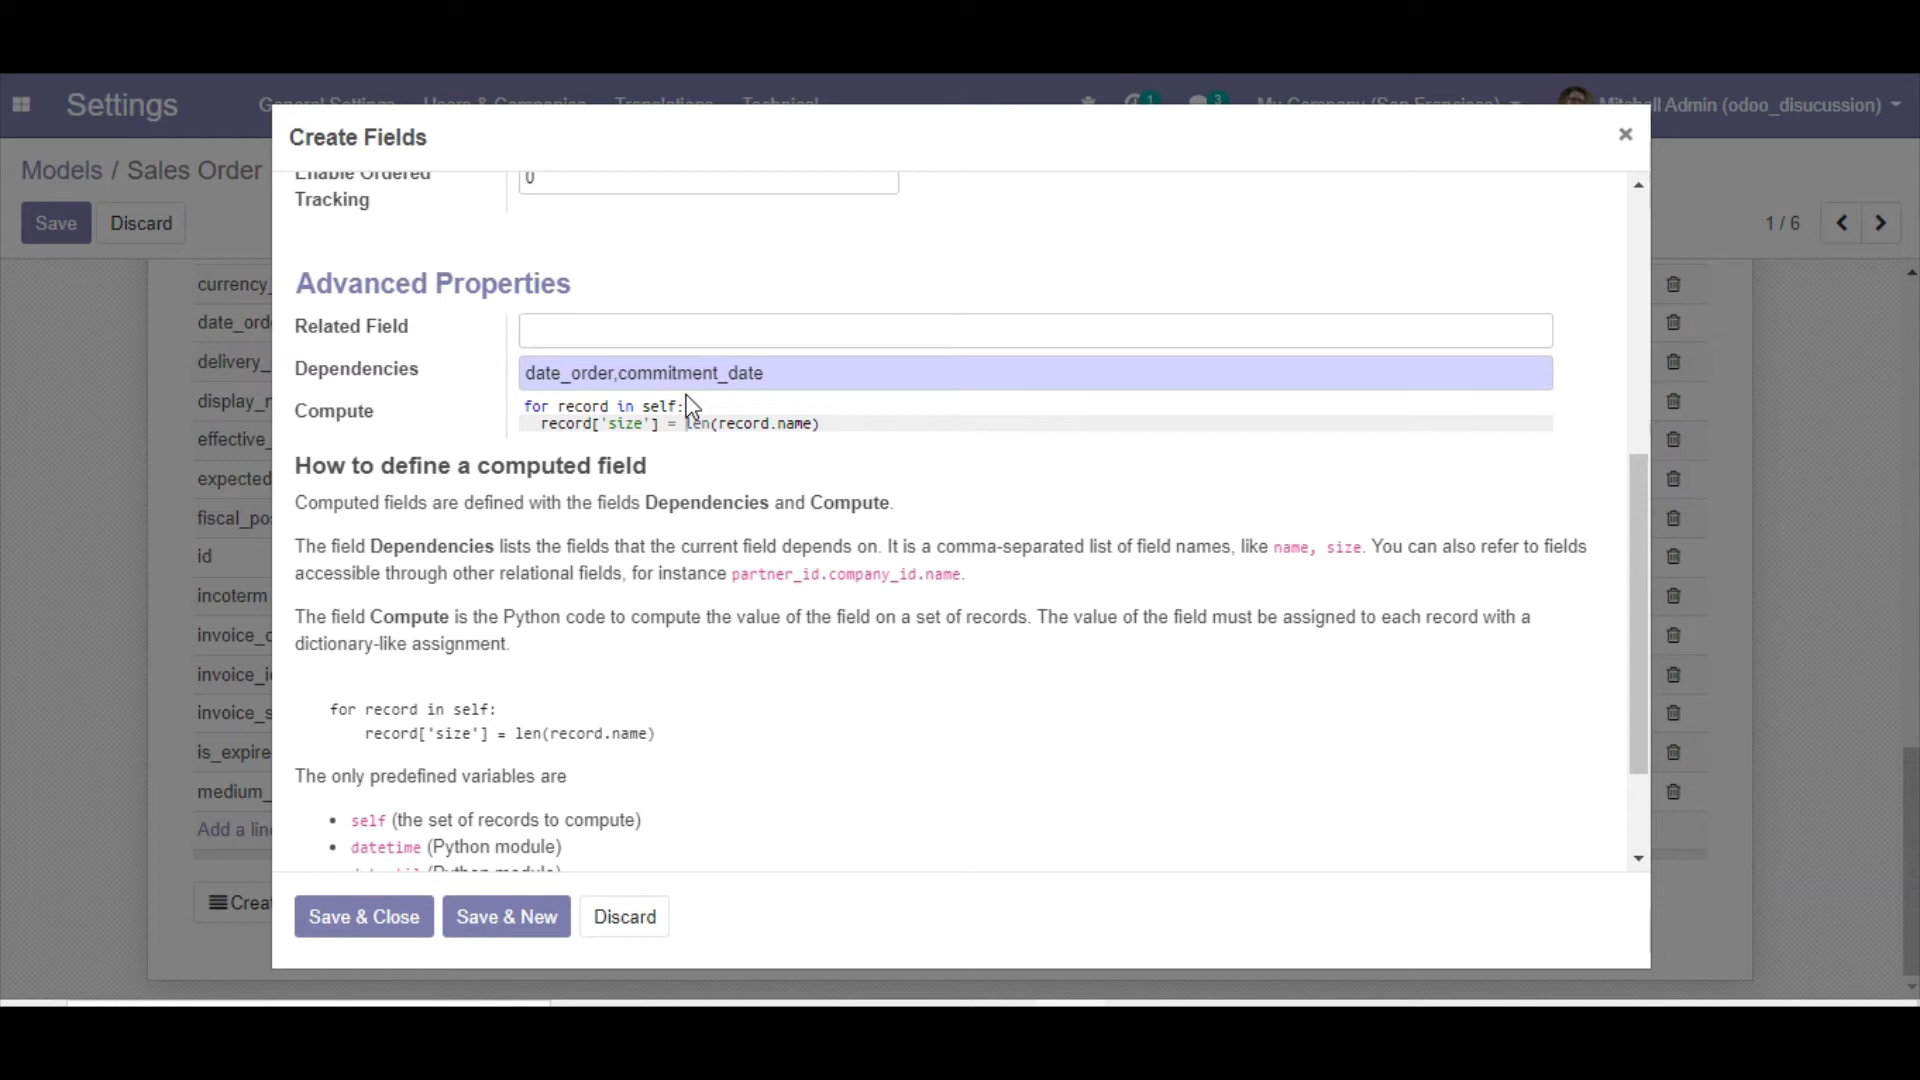 Settings
1
3
Mitchell Admin (odoo_disucussion)
Create Fields
×
Models / Sales Order
Enable Ordered
Tracking
0
Save
Discard
1 / 6
Advanced Properties
Related Field
Dependencies
date_order,commitment_date
Compute
for record in self:
record['size'] = len(record.name)
How to define a computed field
Computed fields are defined with the fields Dependencies and Compute.
The field Dependencies lists the fields that the current field depends on. It is a comma-separated list of field names, like name, size. You can also refer to fields
accessible through other relational fields, for instance partner_id.company_id.name.
The field Compute is the Python code to compute the value of the field on a set of records. The value of the field must be assigned to each record with a
dictionary-like assignment.
for record in self:
record['size'] = len(record.name)
The only predefined variables are
• self (the set of records to compute)
• datetime (Python module)
currency_
date_ord
delivery_
display_n
effective_
expected
fiscal_po
id
incoterm
invoice_c
invoice_i
invoice_s
is_expire
medium_
Add a lin
Crea
Save & Close
Save & New
Discard